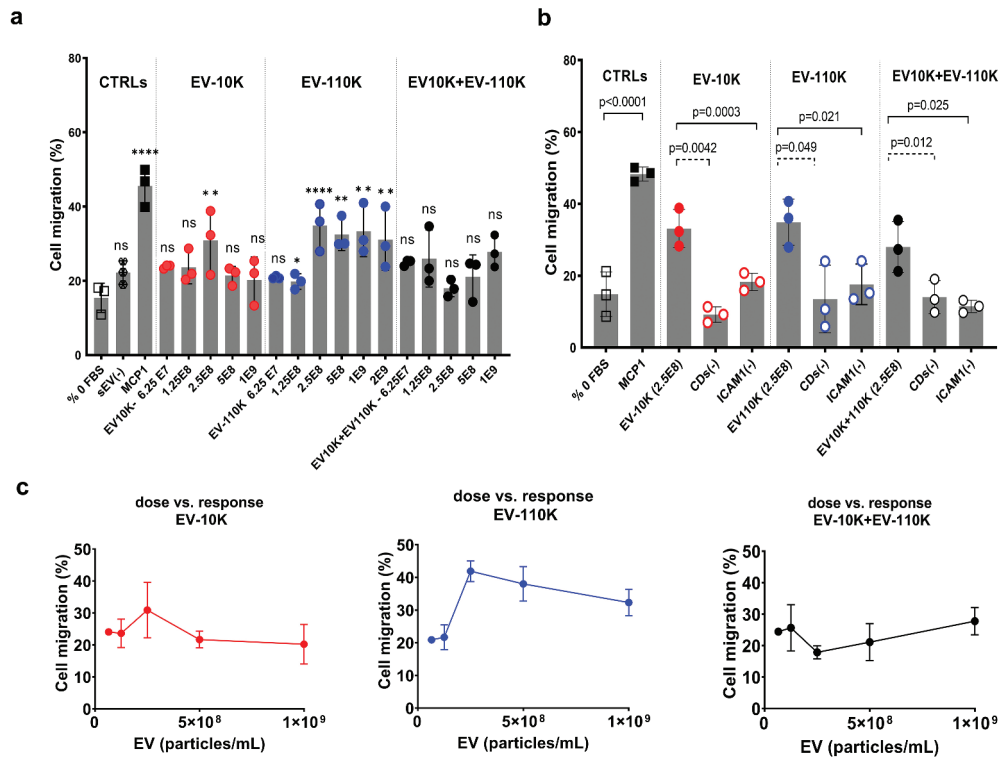 a
CTRLs
EV-10K
EV-110K
EV10K+EV-110K
Cell migration (%)
80
60
40
20
0
ns
****
ns
ns
**
ns
ns
ns
*
****
**
**
**
ns
ns
ns
ns
ns
% 0 FBS
sEV(-)
MCP1
EV10K- 6.25 E7
1.25E8
2.5E8
5E8
1E9
EV-110K 6.25 E7
1.25E8
2.5E8
5E8
1E9
2E9
EV10K+EV110K - 6.25E7
1.25E8
2.5E8
5E8
1E9
b
CTRLs
EV-10K
EV-110K
EV10K+EV-110K
p<0.0001
p=0.0003
p=0.0042
p=0.021
p=0.049
p=0.025
p=0.012
Cell migration (%)
80
60
40
20
0
% 0 FBS
MCP1
EV-10K (2.5E8)
CDs(-)
ICAM1(-)
EV110K (2.5E8)
CDs(-)
ICAM1(-)
EV10K+110K (2.5E8)
CDs(-)
ICAM1(-)
c
dose vs. response
EV-10K
Cell migration (%)
50
40
30
20
10
0
0
5×10⁸
1×10⁹
EV (particles/mL)
dose vs. response
EV-110K
Cell migration (%)
50
40
30
20
10
0
0
5×10⁸
1×10⁹
EV (particles/mL)
dose vs. response
EV-10K+EV-110K
Cell migration (%)
50
40
30
20
10
0
0
5×10⁸
1×10⁹
EV (particles/mL)